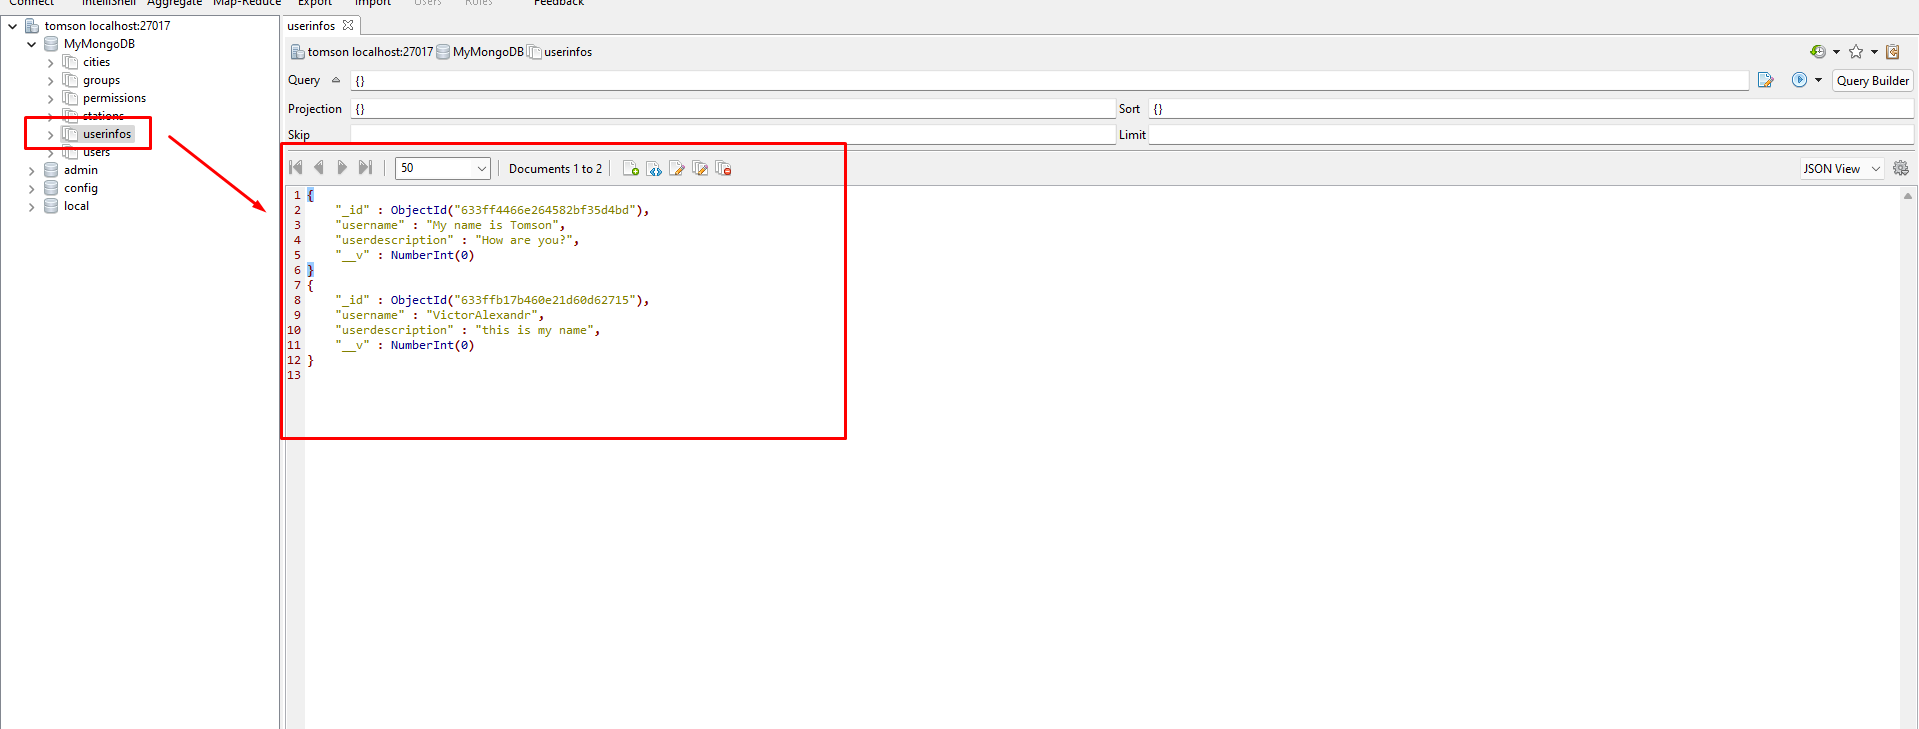 Connect IntelliShell Aggregate Map-Reduce Export Import Users Roles Feedback
tomson localhost:27017
MyMongoDB
cities
groups
permissions
stations
userinfos
users
admin
config
local
userinfos
tomson localhost:27017 MyMongoDB userinfos
Query {} Query Builder
Projection {} Sort {}
Skip Limit
50 Documents 1 to 2 JSON View
1 {
2 "_id" : ObjectId("633ff4466e264582bf35d4bd"),
3 "username" : "My name is Tomson",
4 "userdescription" : "How are you?",
5 "__v" : NumberInt(0)
6 }
7 {
8 "_id" : ObjectId("633ffb17b460e21d60d62715"),
9 "username" : "VictorAlexandr",
10 "userdescription" : "this is my name",
11 "__v" : NumberInt(0)
12 }
13